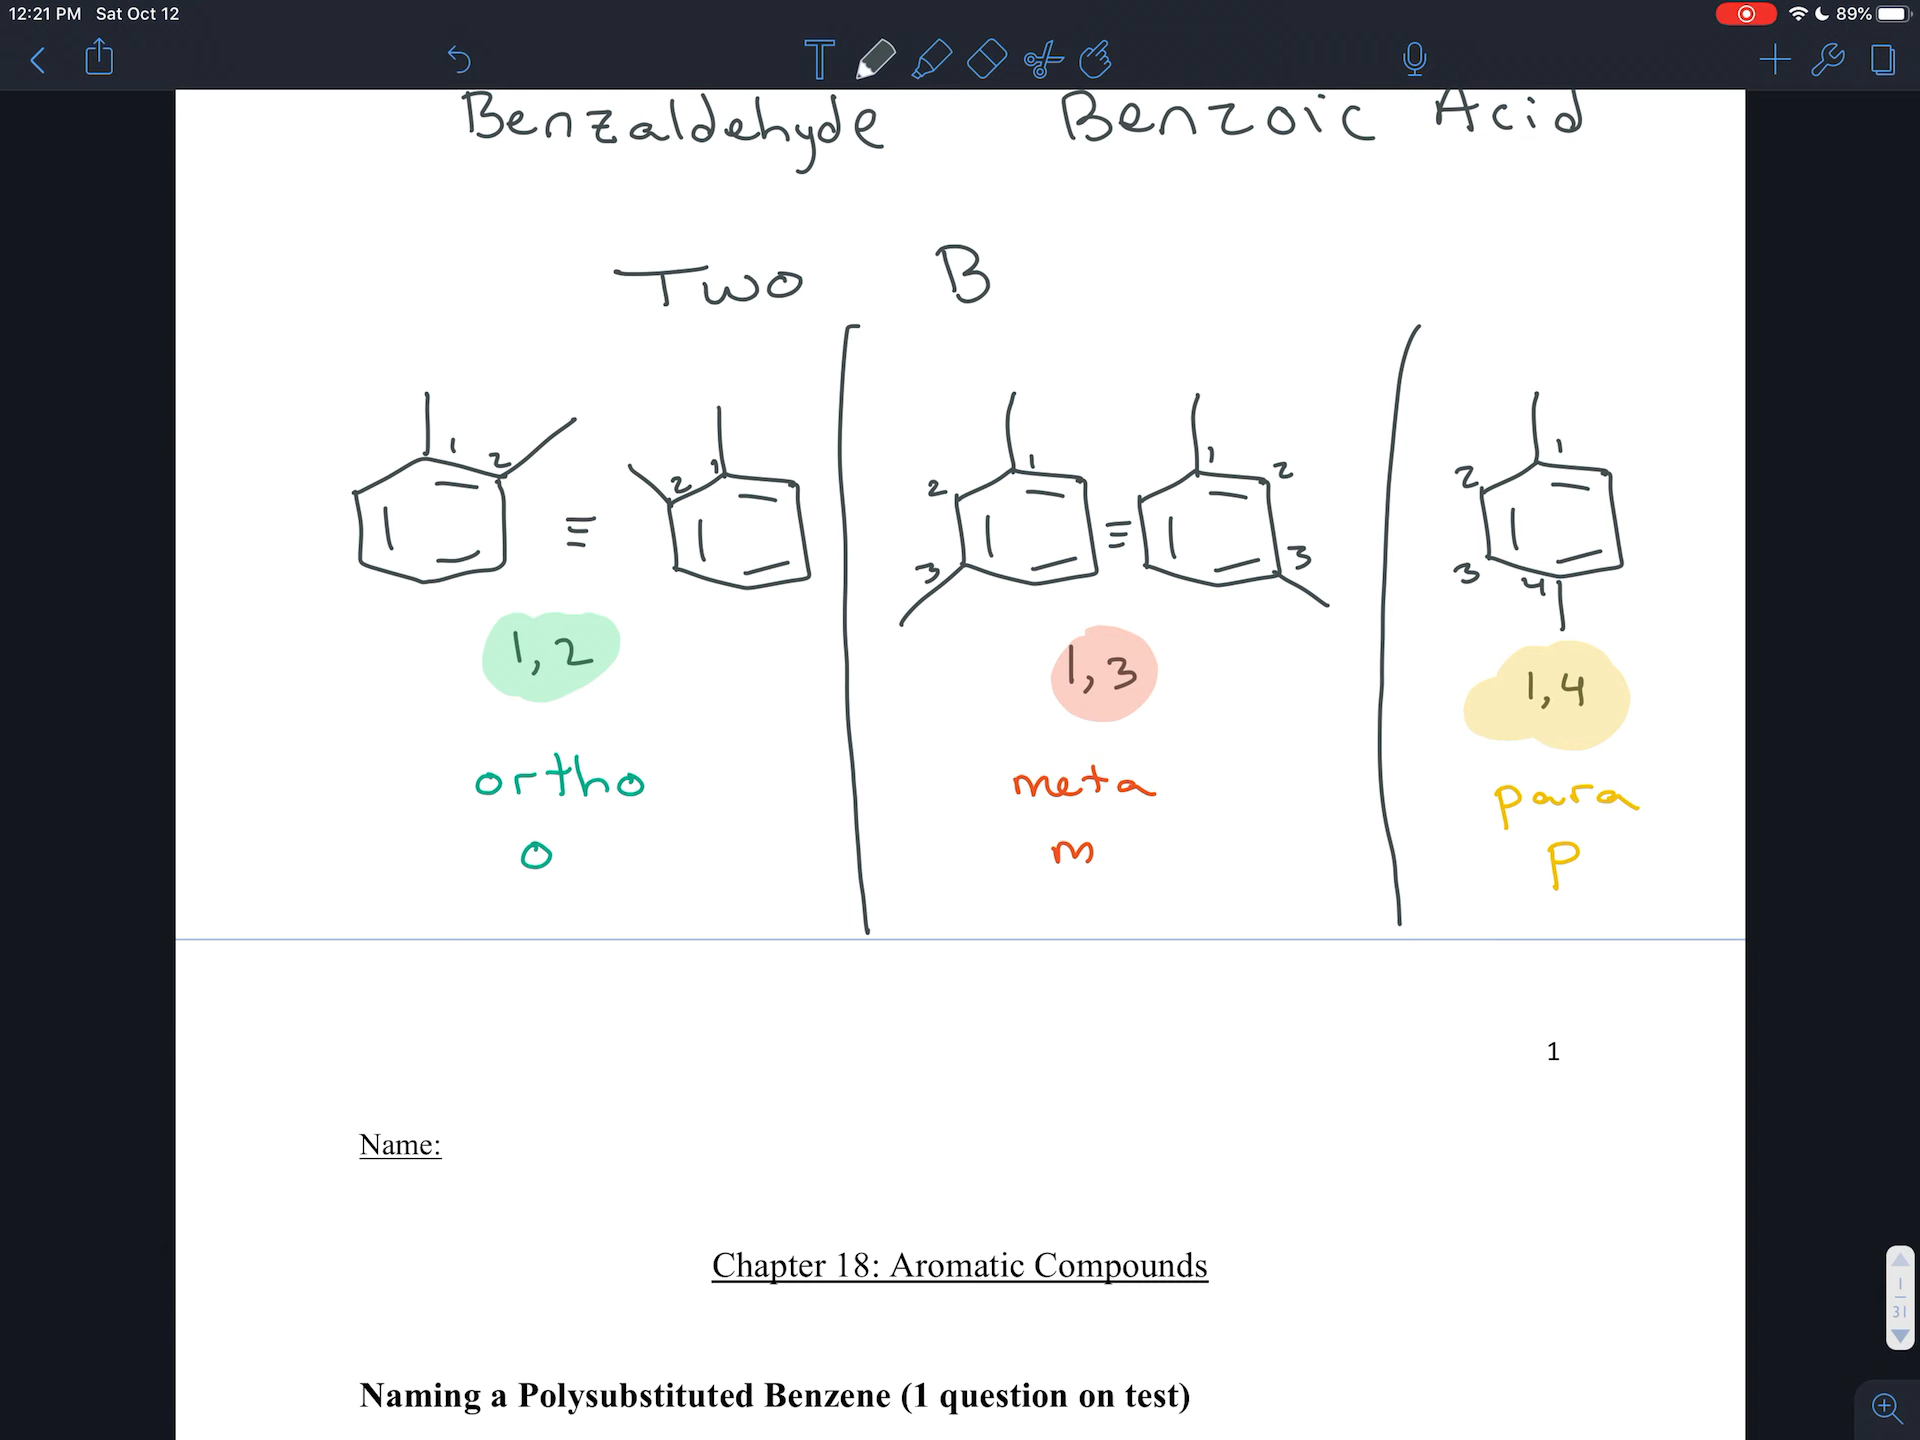 12:21 PM Sat Oct 12
89%
T
Benzaldehyde Benzoic Acid
Two B
1 2
2 1
1 2 3
1 2 3
1 2 3 4
1,2
1,3
1,4
ortho
meta
para
o
m
p
1
Name:
Chapter 18: Aromatic Compounds
1
31
Naming a Polysubstituted Benzene (1 question on test)